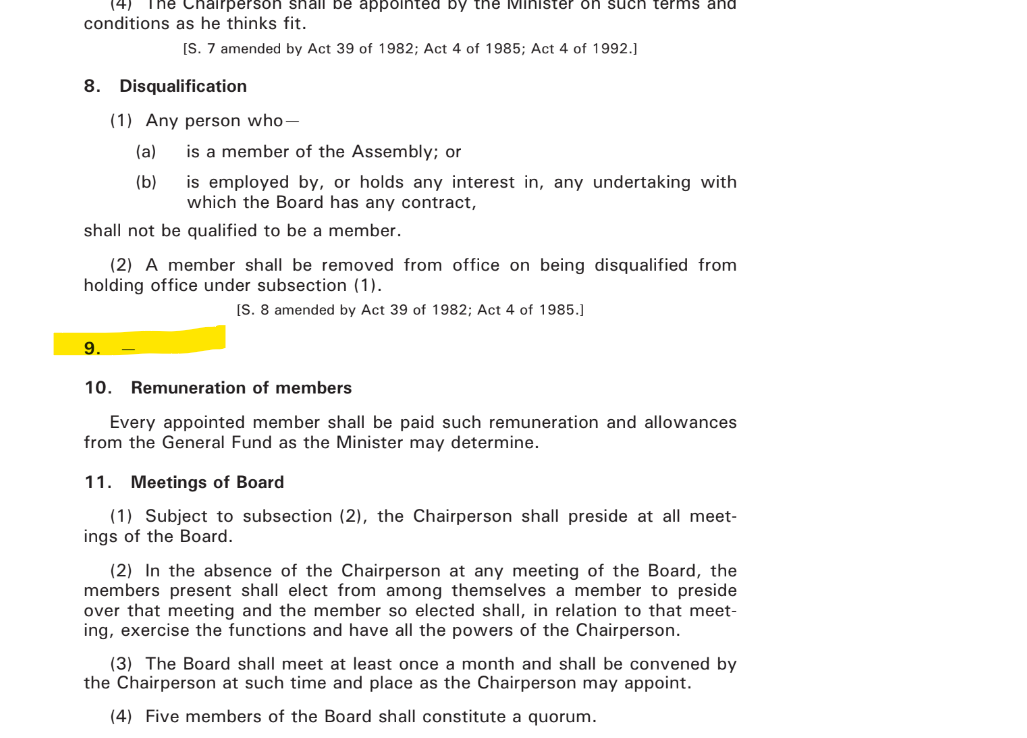 (4) The Chairperson shall be appointed by the Minister on such terms and
conditions as he thinks fit.
[S. 7 amended by Act 39 of 1982; Act 4 of 1985; Act 4 of 1992.]
8. Disqualification
(1) Any person who—
(a) is a member of the Assembly; or
(b) is employed by, or holds any interest in, any undertaking with
which the Board has any contract,
shall not be qualified to be a member.
(2) A member shall be removed from office on being disqualified from
holding office under subsection (1).
[S. 8 amended by Act 39 of 1982; Act 4 of 1985.]
9. —
10. Remuneration of members
Every appointed member shall be paid such remuneration and allowances
from the General Fund as the Minister may determine.
11. Meetings of Board
(1) Subject to subsection (2), the Chairperson shall preside at all meet-
ings of the Board.
(2) In the absence of the Chairperson at any meeting of the Board, the
members present shall elect from among themselves a member to preside
over that meeting and the member so elected shall, in relation to that meet-
ing, exercise the functions and have all the powers of the Chairperson.
(3) The Board shall meet at least once a month and shall be convened by
the Chairperson at such time and place as the Chairperson may appoint.
(4) Five members of the Board shall constitute a quorum.